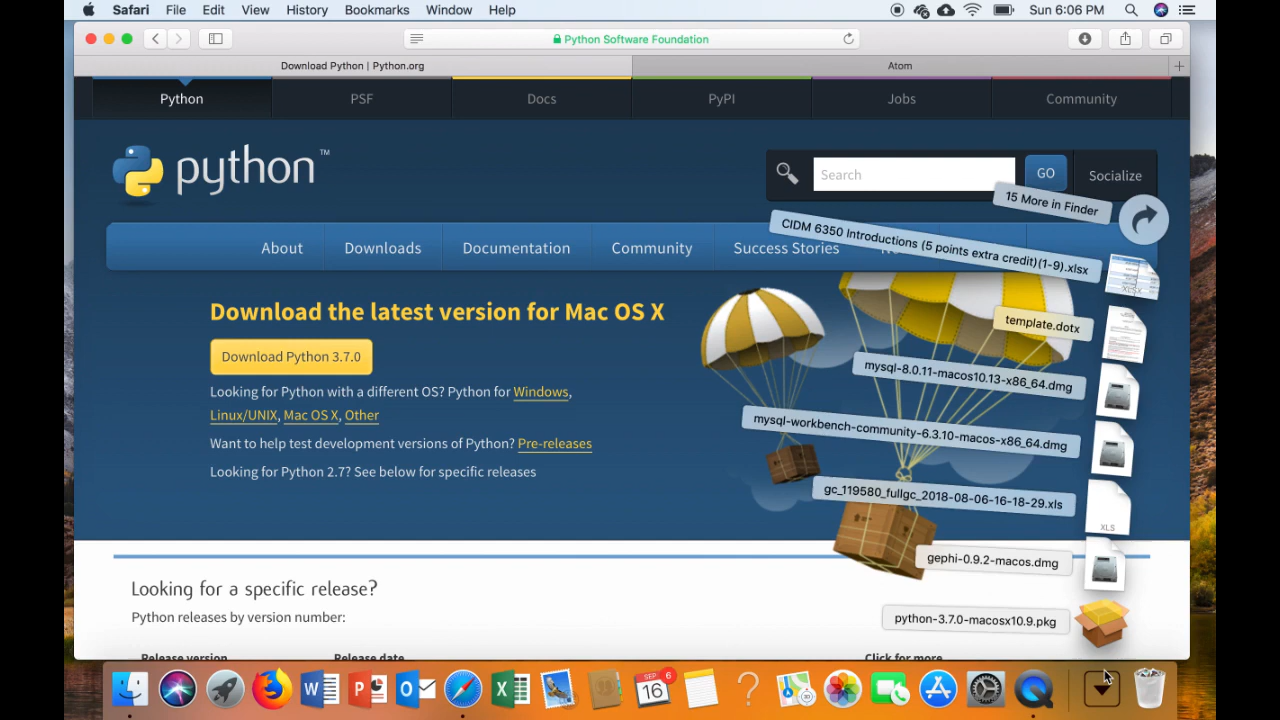 Safari File Edit View History Bookmarks Window Help Sun 6:06 PM
Python Software Foundation
Download Python | Python.org Atom
Python PSF Docs PyPI Jobs Community
python™
Search GO Socialize
15 More in Finder
CIDM 6350 Introductions (5 points extra credit)(1-9).xlsx
XLSX
About Downloads Documentation Community Success Stories
Download the latest version for Mac OS X
template.dotx
Download Python 3.7.0
mysql-8.0.11-macos10.13-x86_64.dmg
Looking for Python with a different OS? Python for Windows,
Linux/UNIX, Mac OS X, Other
mysql-workbench-community-6.3.10-macos-x86_64.dmg
Want to help test development versions of Python? Pre-releases
Looking for Python 2.7? See below for specific releases
gc_119580_fullgc_2018-08-06-16-18-29.xls
XLS
gephi-0.9.2-macos.dmg
Looking for a specific release?
Python releases by version number:
python-3.7.0-macosx10.9.pkg
Release version Release date Click for more
SEP 6
16